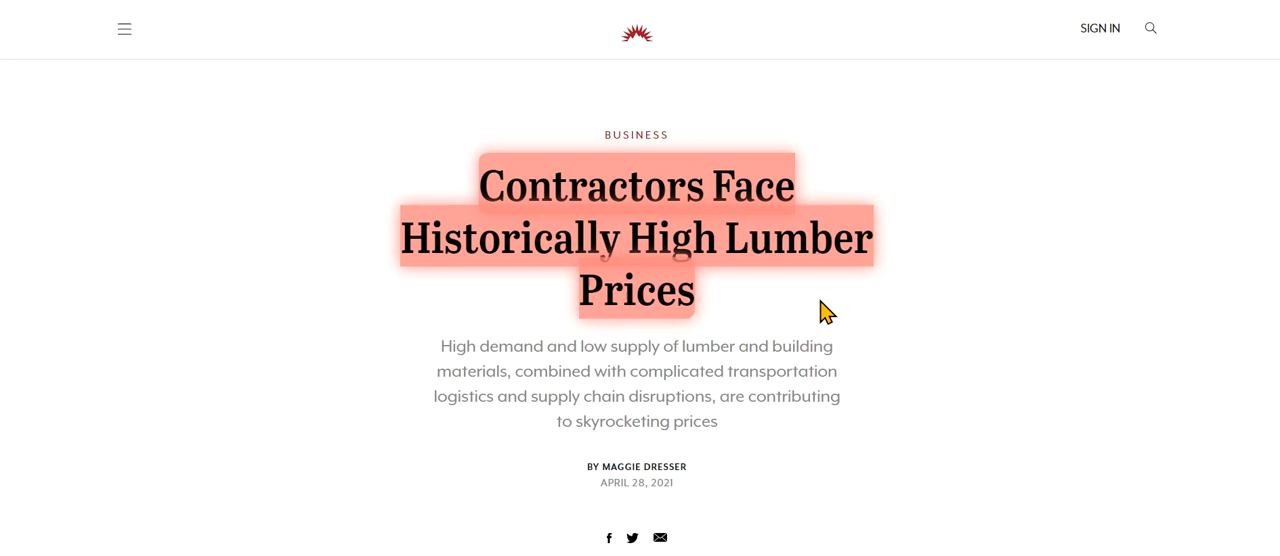 SIGN IN
BUSINESS
Contractors Face
Historically High Lumber
Prices
High demand and low supply of lumber and building
materials, combined with complicated transportation
logistics and supply chain disruptions, are contributing
to skyrocketing prices
BY MAGGIE DRESSER
APRIL 28, 2021